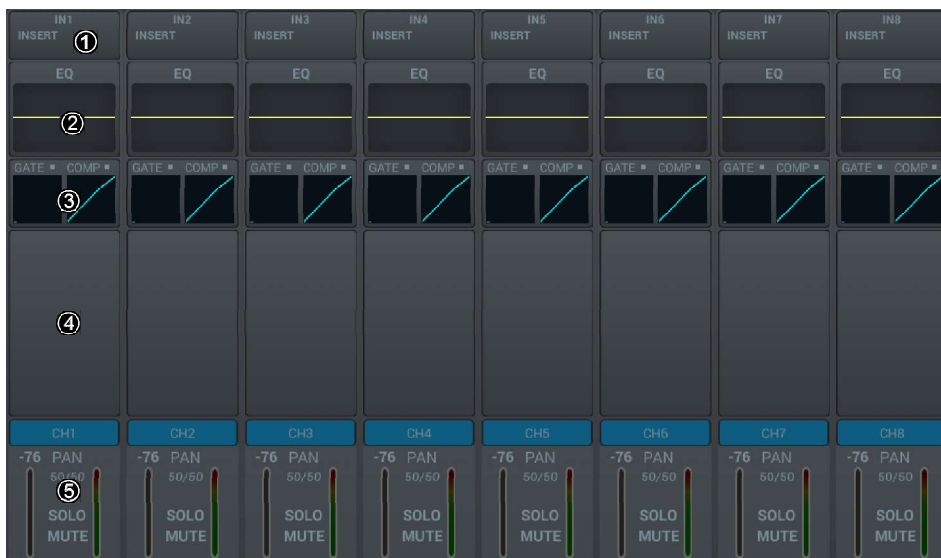 IN1 IN2 IN3 IN4 IN5 IN6 IN7 IN8
INSERT ① INSERT INSERT INSERT INSERT INSERT INSERT INSERT
EQ EQ EQ EQ EQ EQ EQ EQ
②
GATE COMP GATE COMP GATE COMP GATE COMP GATE COMP GATE COMP GATE COMP GATE COMP
③
④
CH1 CH2 CH3 CH4 CH5 CH6 CH7 CH8
-76 PAN -76 PAN -76 PAN -76 PAN -76 PAN -76 PAN -76 PAN -76 PAN
50/50 50/50 50/50 50/50 50/50 50/50 50/50 50/50
⑤
SOLO SOLO SOLO SOLO SOLO SOLO SOLO SOLO
MUTE MUTE MUTE MUTE MUTE MUTE MUTE MUTE